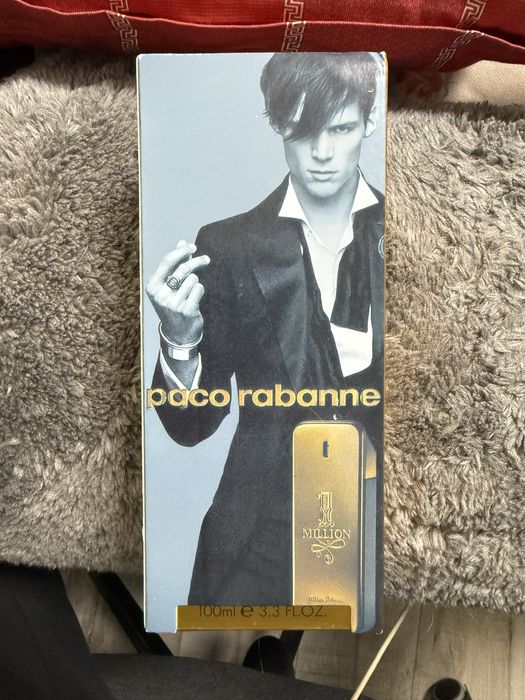 paco rabanne
1
MILLION
100ml e 3.3 FL.OZ.